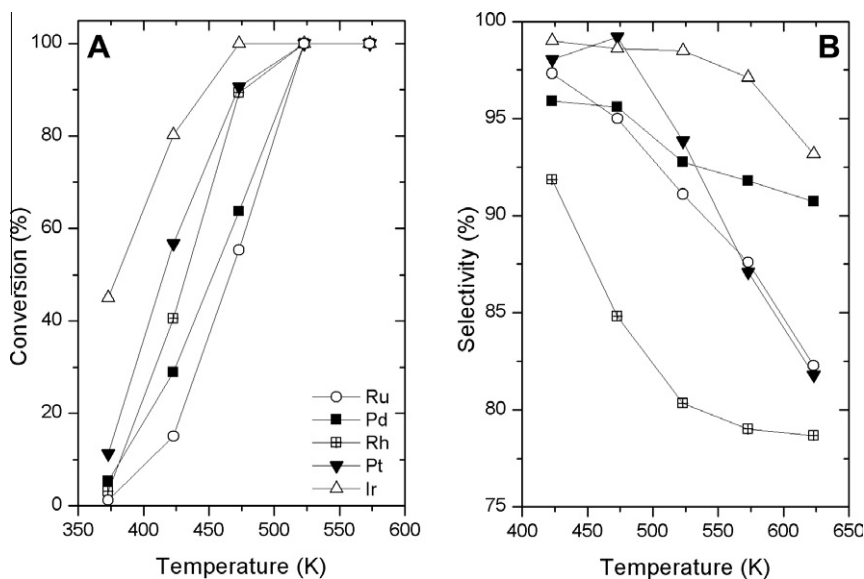 A
100
80
60
40
20
0
Conversion (%)
350 400 450 500 550 600
Temperature (K)
Ru
Pd
Rh
Pt
Ir
B
100
95
90
85
80
75
Selectivity (%)
400 450 500 550 600 650
Temperature (K)